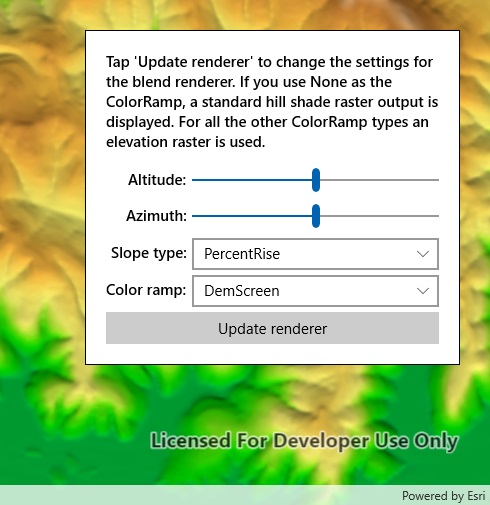 Tap 'Update renderer' to change the settings for
the blend renderer. If you use None as the
ColorRamp, a standard hill shade raster output is
displayed. For all the other ColorRamp types an
elevation raster is used.
Altitude:
Azimuth:
Slope type: PercentRise
Color ramp: DemScreen
Update renderer
Licensed For Developer Use Only
Powered by Esri